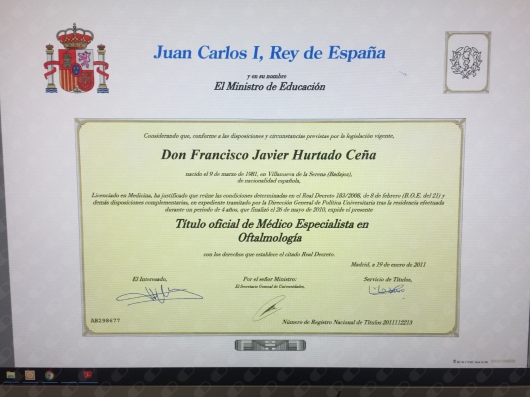 Juan Carlos I, Rey de España
y en su nombre
El Ministro de Educación
Considerando que, conforme a las disposiciones y circunstancias previstas por la legislación vigente,
Don Francisco Javier Hurtado Ceña
nacido el 9 de marzo de 1981, en Villanueva de la Serena (Badajoz),
de nacionalidad española,
Licenciado en Medicina, ha justificado que reúne las condiciones determinadas en el Real Decreto 183/2008, de 8 de febrero (B.O.E. del 21) y
demás disposiciones complementarias, en expediente tramitado por la Dirección General de Política Universitaria tras la residencia efectuada
durante un periodo de 4 años, que finalizó el 26 de mayo de 2010, expide el presente
Título oficial de Médico Especialista en
Oftalmología
con los derechos que establece el citado Real Decreto.
Madrid, a 19 de enero de 2011
El Interesado,
Por el señor Ministro:
Servicio de Títulos,
El Secretario General de Universidades,
AB298677
Número de Registro Nacional de Titulos 2011112213